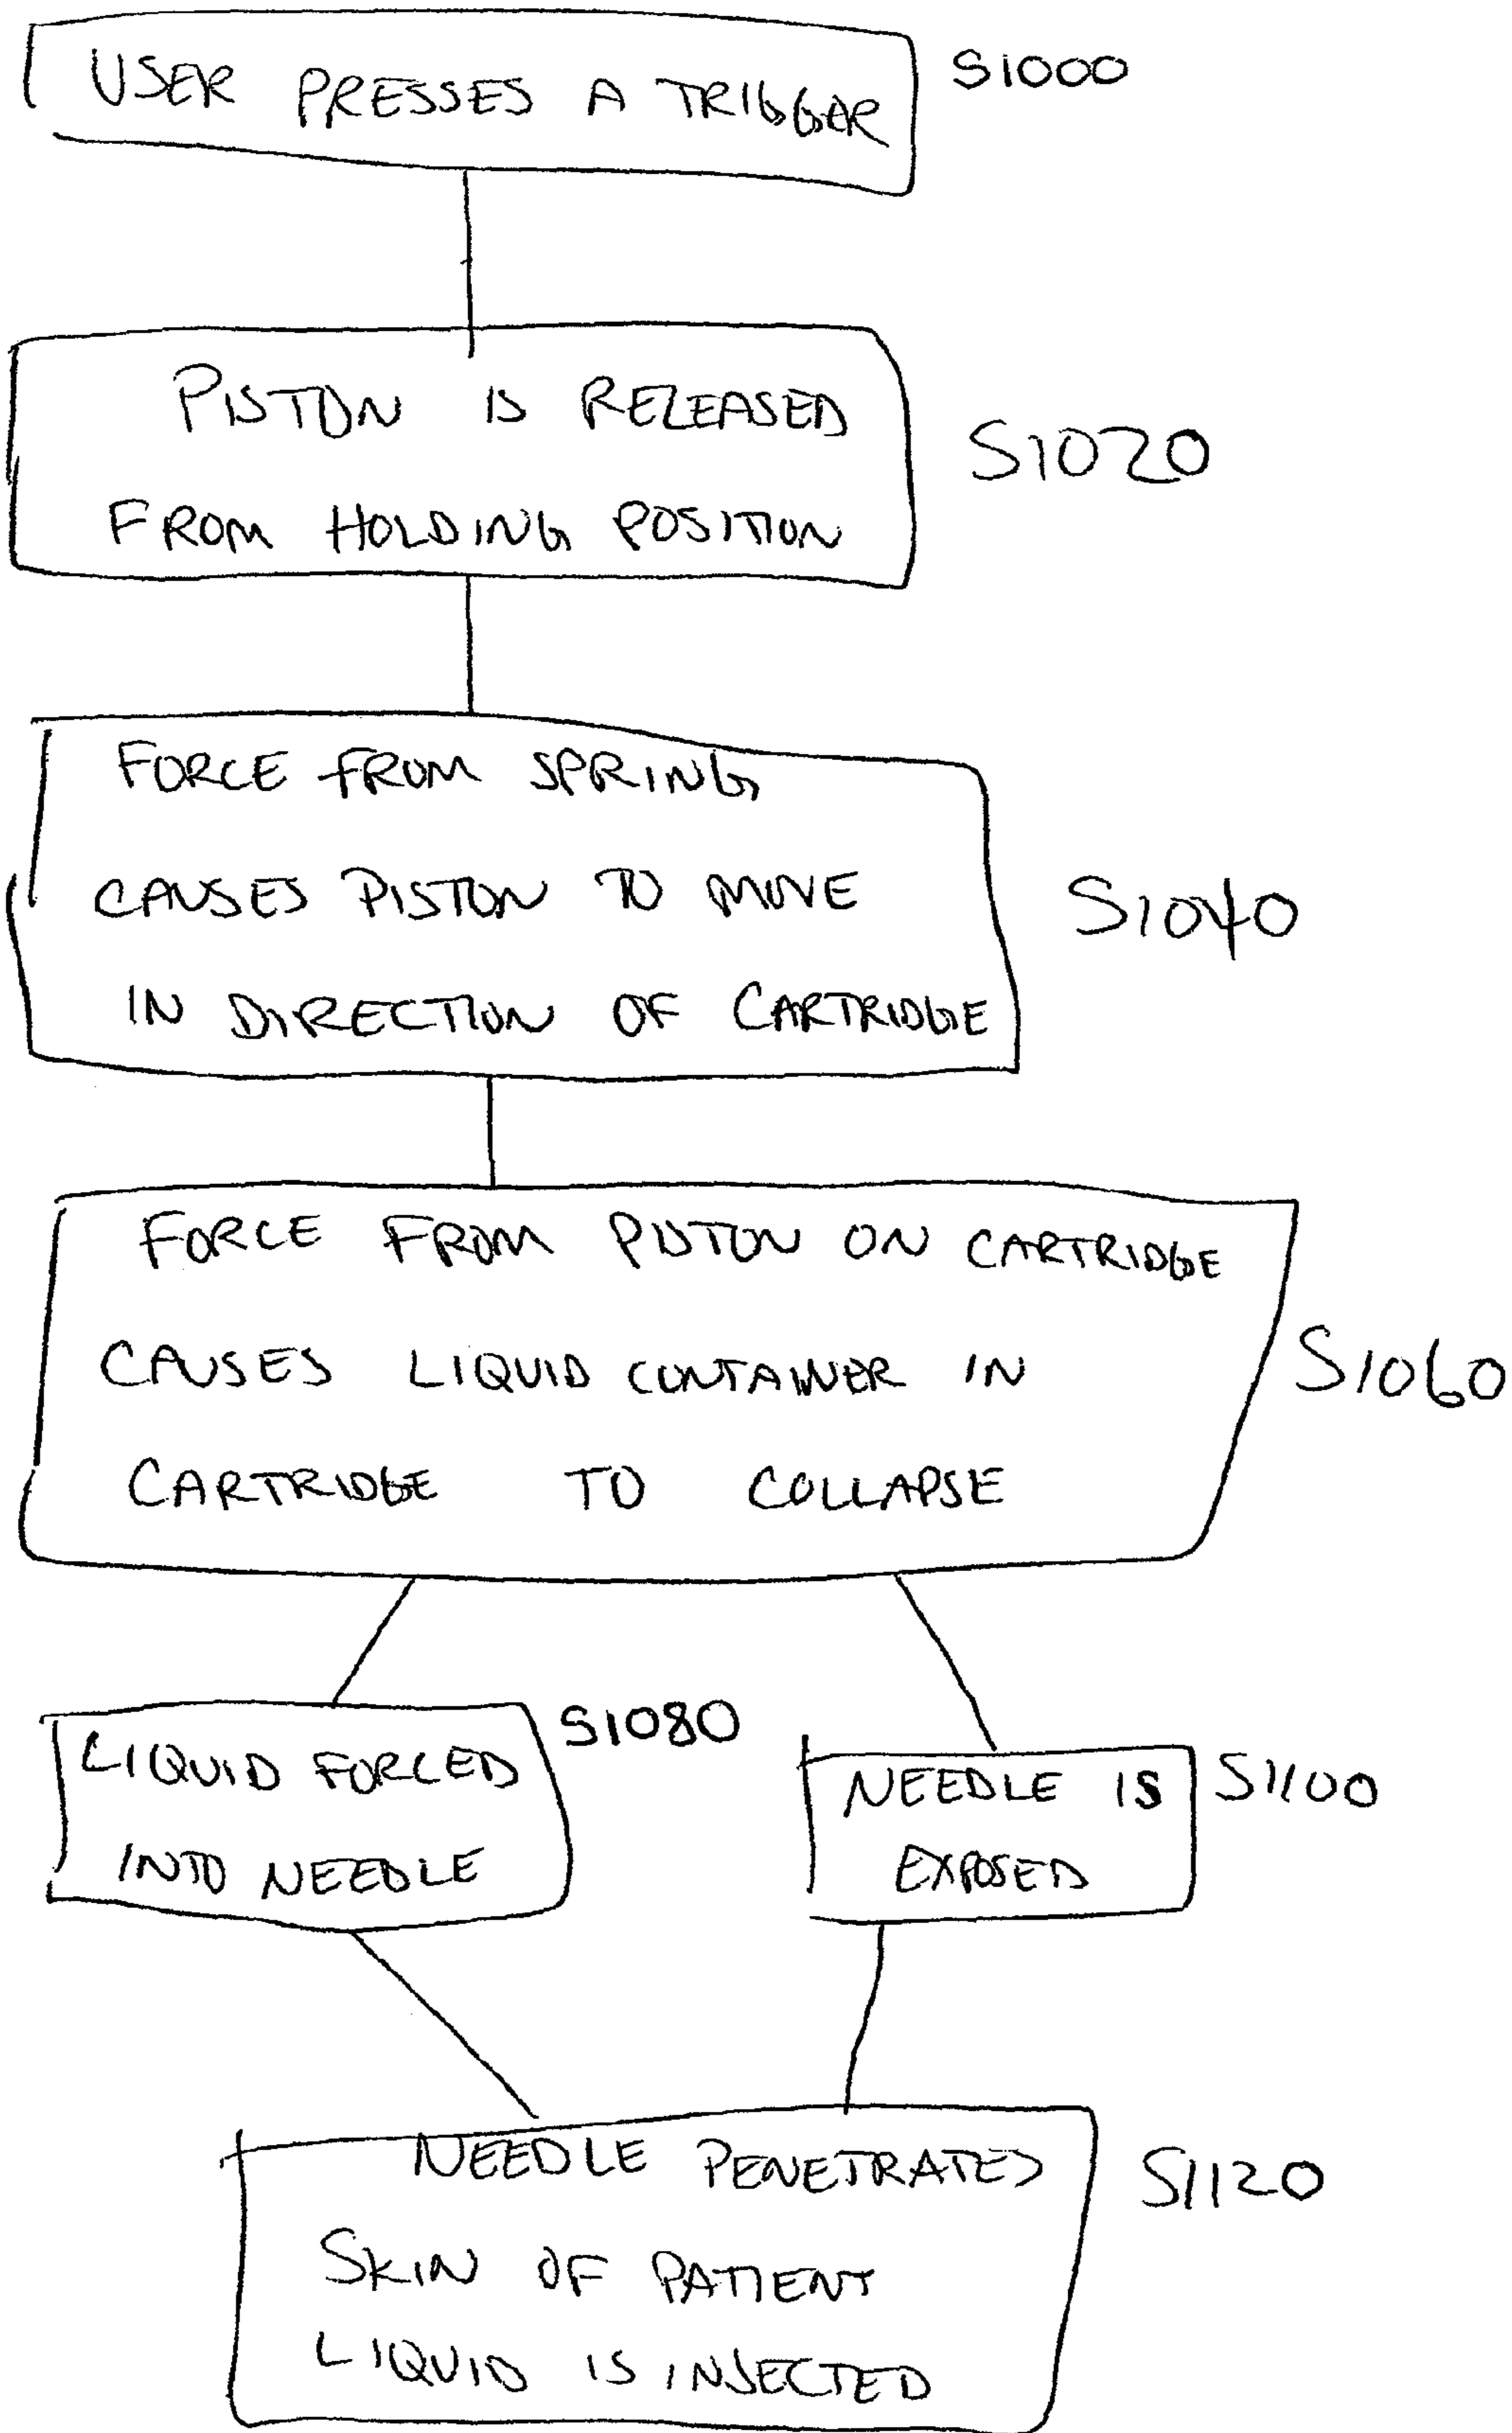 USER PRESSES A TRIGGAR S1000
PISTON IS RELEASED
S1020
FROM HOLDING POSITION
FORCE FROM SPRING
CAUSES PISTON TO MOVE S1040
IN DIRECTION OF CARTRIDGE
FORCE FROM PISTON ON CARTRIDGE
CAUSES LIQUID CONTAINER IN S1060
CARTRIDGE TO COLLAPSE
LIQUID FORCED S1080
INTO NEEDLE
NEEDLE IS S1100
EXPOSED
NEEDLE PENETRATES S1120
SKIN OF PATIENT
LIQUID IS INJECTED